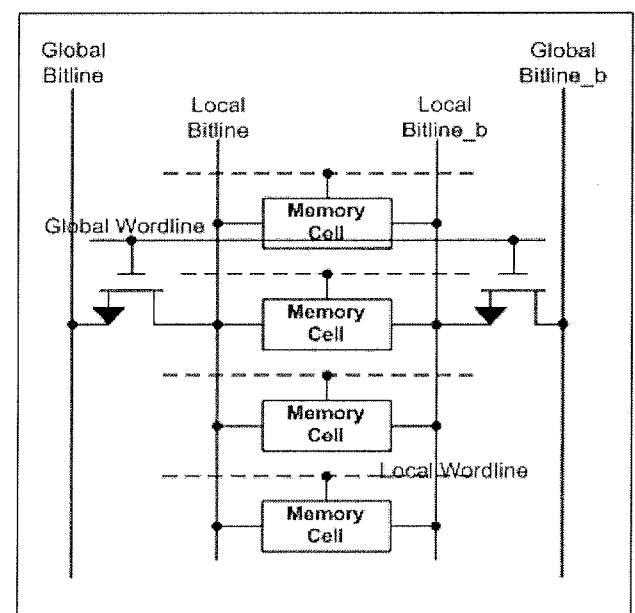 Global
Bitline
Global
Bitline_b
Local
Bitline
Local
Bitline_b
Memory
Cell
Global Wordline
Memory
Cell
Memory
Cell
Local Wordline
Memory
Cell